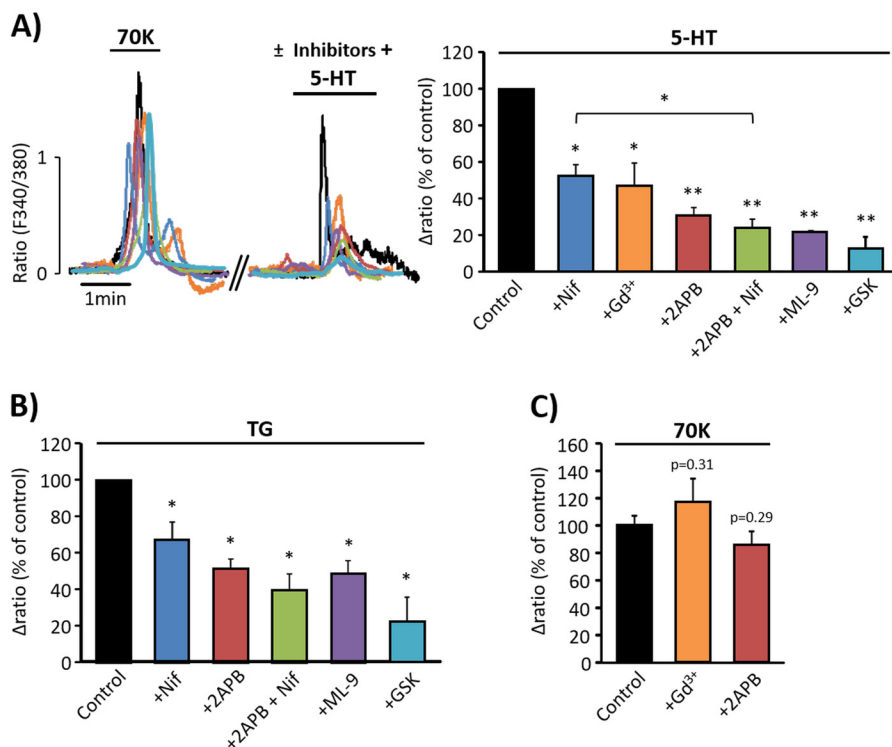 A)
70K
± Inhibitors +
5-HT
Ratio (F340/380)
1
0
1min
5-HT
Δratio (% of control)
120
100
80
60
40
20
0
*
*
*
**
**
**
**
Control
+Nif
+Gd³⁺
+2APB
+2APB + Nif
+ML-9
+GSK
B)
TG
Δratio (% of control)
120
100
80
60
40
20
0
*
*
*
*
*
Control
+Nif
+2APB
+2APB + Nif
+ML-9
+GSK
C)
70K
Δratio (% of control)
160
140
120
100
80
60
40
20
0
p=0.31
p=0.29
Control
+Gd³⁺
+2APB